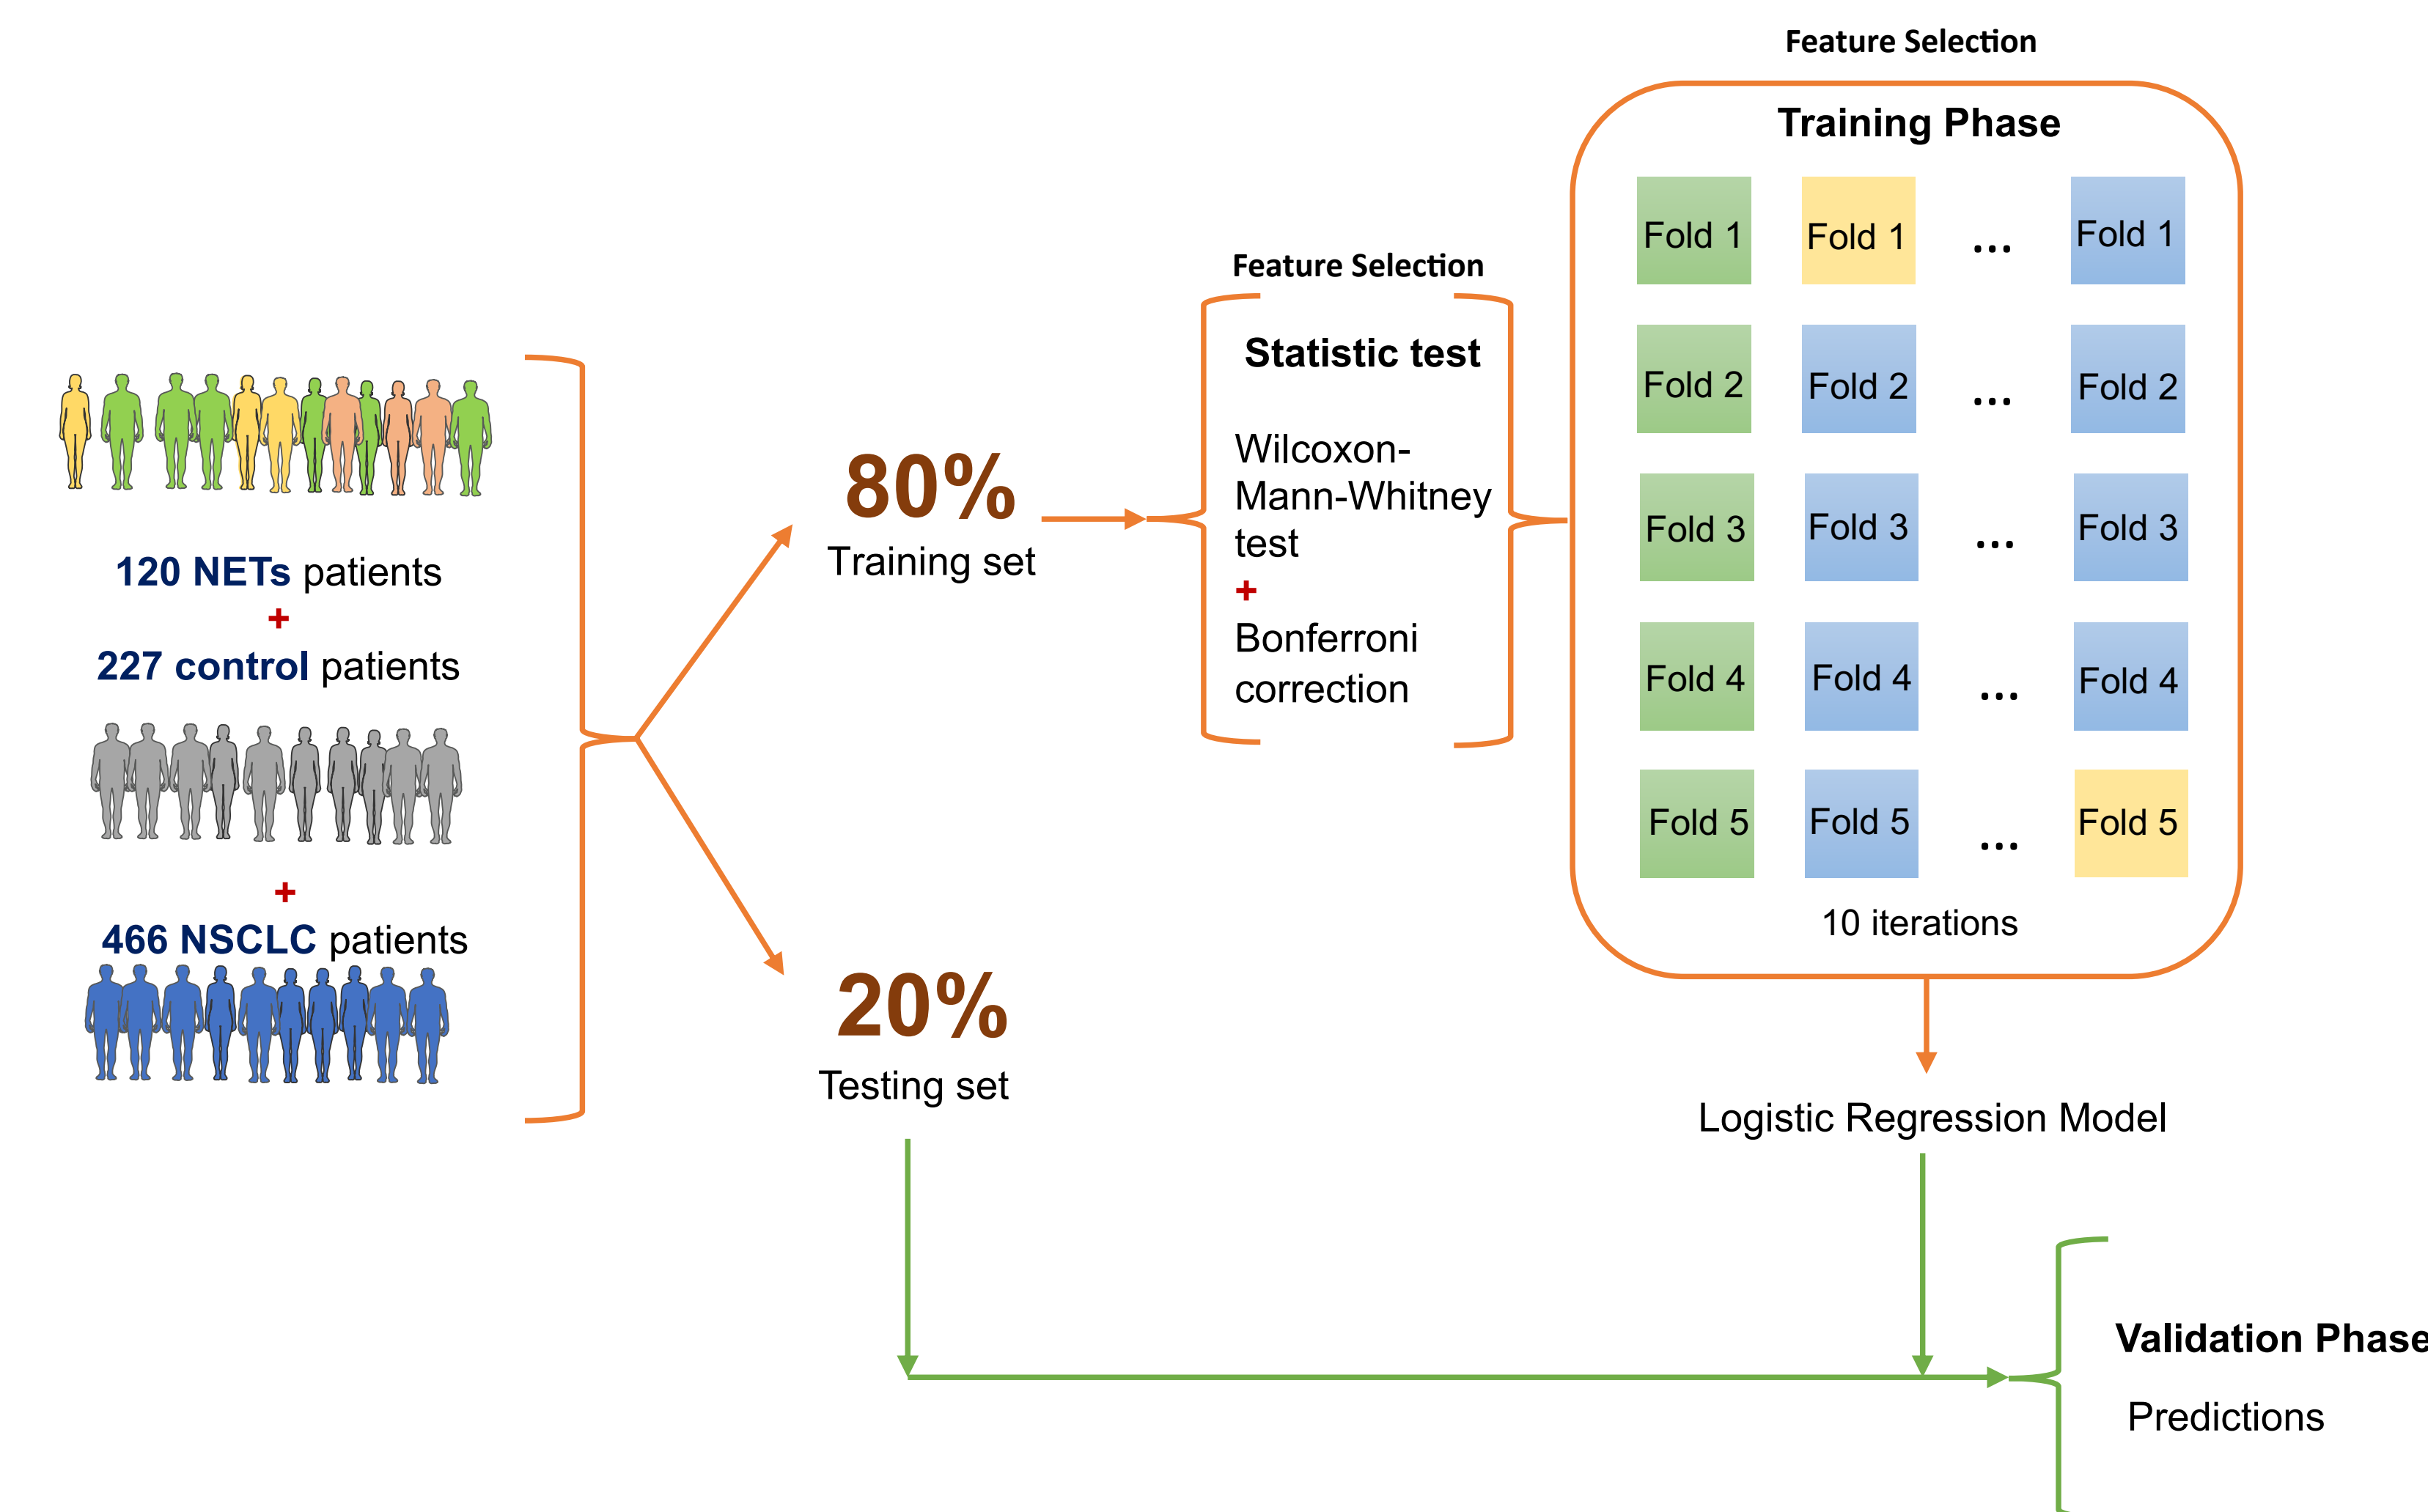 120 NETs patients
+
227 control patients
+
466 NSCLC patients
80%
Training set
20%
Testing set
Feature Selection
Statistic test
Wilcoxon-
Mann-Whitney
test
+
Bonferroni
correction
Feature Selection
Training Phase
Fold 1 Fold 1 ... Fold 1
Fold 2 Fold 2 ... Fold 2
Fold 3 Fold 3 ... Fold 3
Fold 4 Fold 4 ... Fold 4
Fold 5 Fold 5 ... Fold 5
10 iterations
Logistic Regression Model
Validation Phase
Predictions